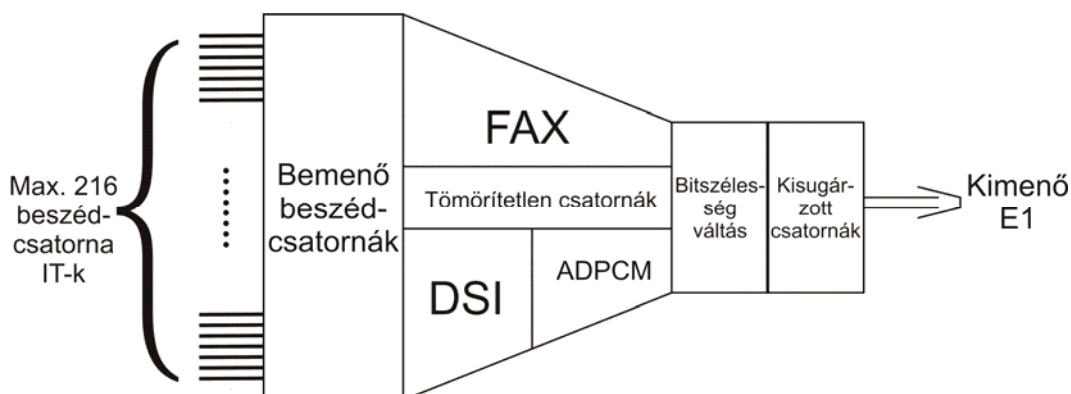 Max. 216
beszéd-
csatorna
IT-k
Bemenő
beszéd-
csatornák
FAX
Tömörítetlen csatornák
DSI
ADPCM
Bitszéles-
ség
váltás
Kisugár-
zott
csatornák
Kimenő
E1